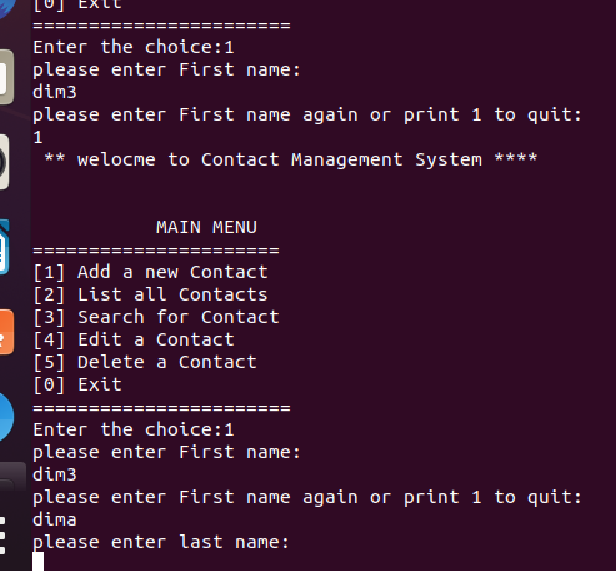 [0] Exit
=======================
Enter the choice:1
please enter First name:
dim3
please enter First name again or print 1 to quit:
1
** welocme to Contact Management System ****
MAIN MENU
======================
[1] Add a new Contact
[2] List all Contacts
[3] Search for Contact
[4] Edit a Contact
[5] Delete a Contact
[0] Exit
=======================
Enter the choice:1
please enter First name:
dim3
please enter First name again or print 1 to quit:
dima
please enter last name: